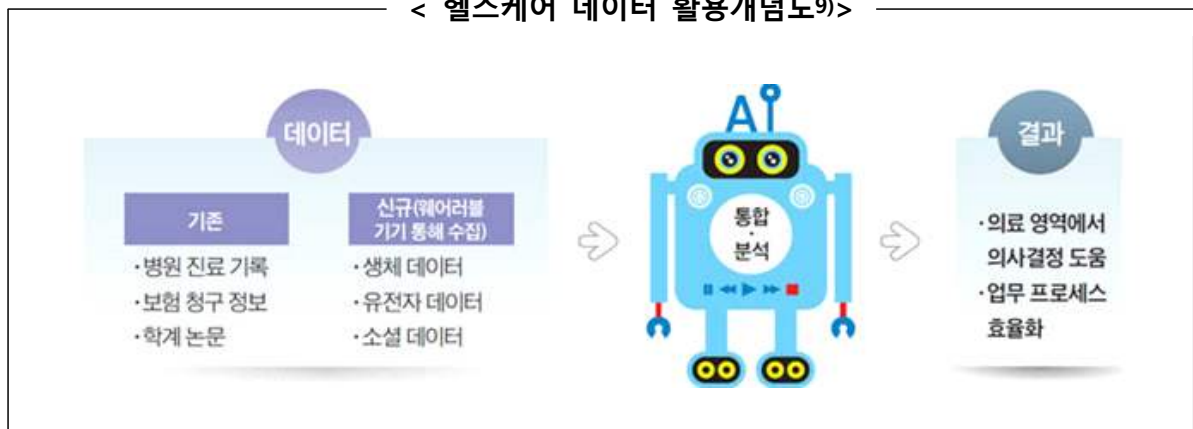 < 헬스케어 데이터 활용개념도9)>
데이터
기존
·병원 진료 기록
·보험 청구 정보
·학계 논문
신규(웨어러블
기기 통해 수집)
·생체 데이터
·유전자 데이터
·소셜 데이터
AI
통합
·
분석
결과
·의료 영역에서
의사결정 도움
·업무 프로세스
효율화